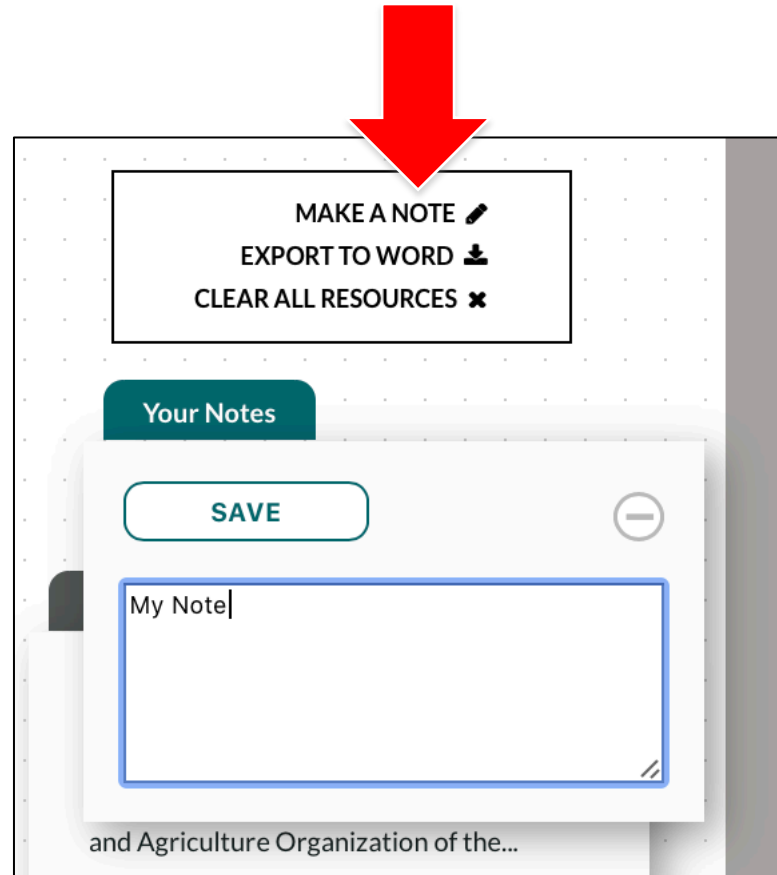 MAKE A NOTE
EXPORT TO WORD
CLEAR ALL RESOURCES
Your Notes
SAVE
My Note
and Agriculture Organization of the...